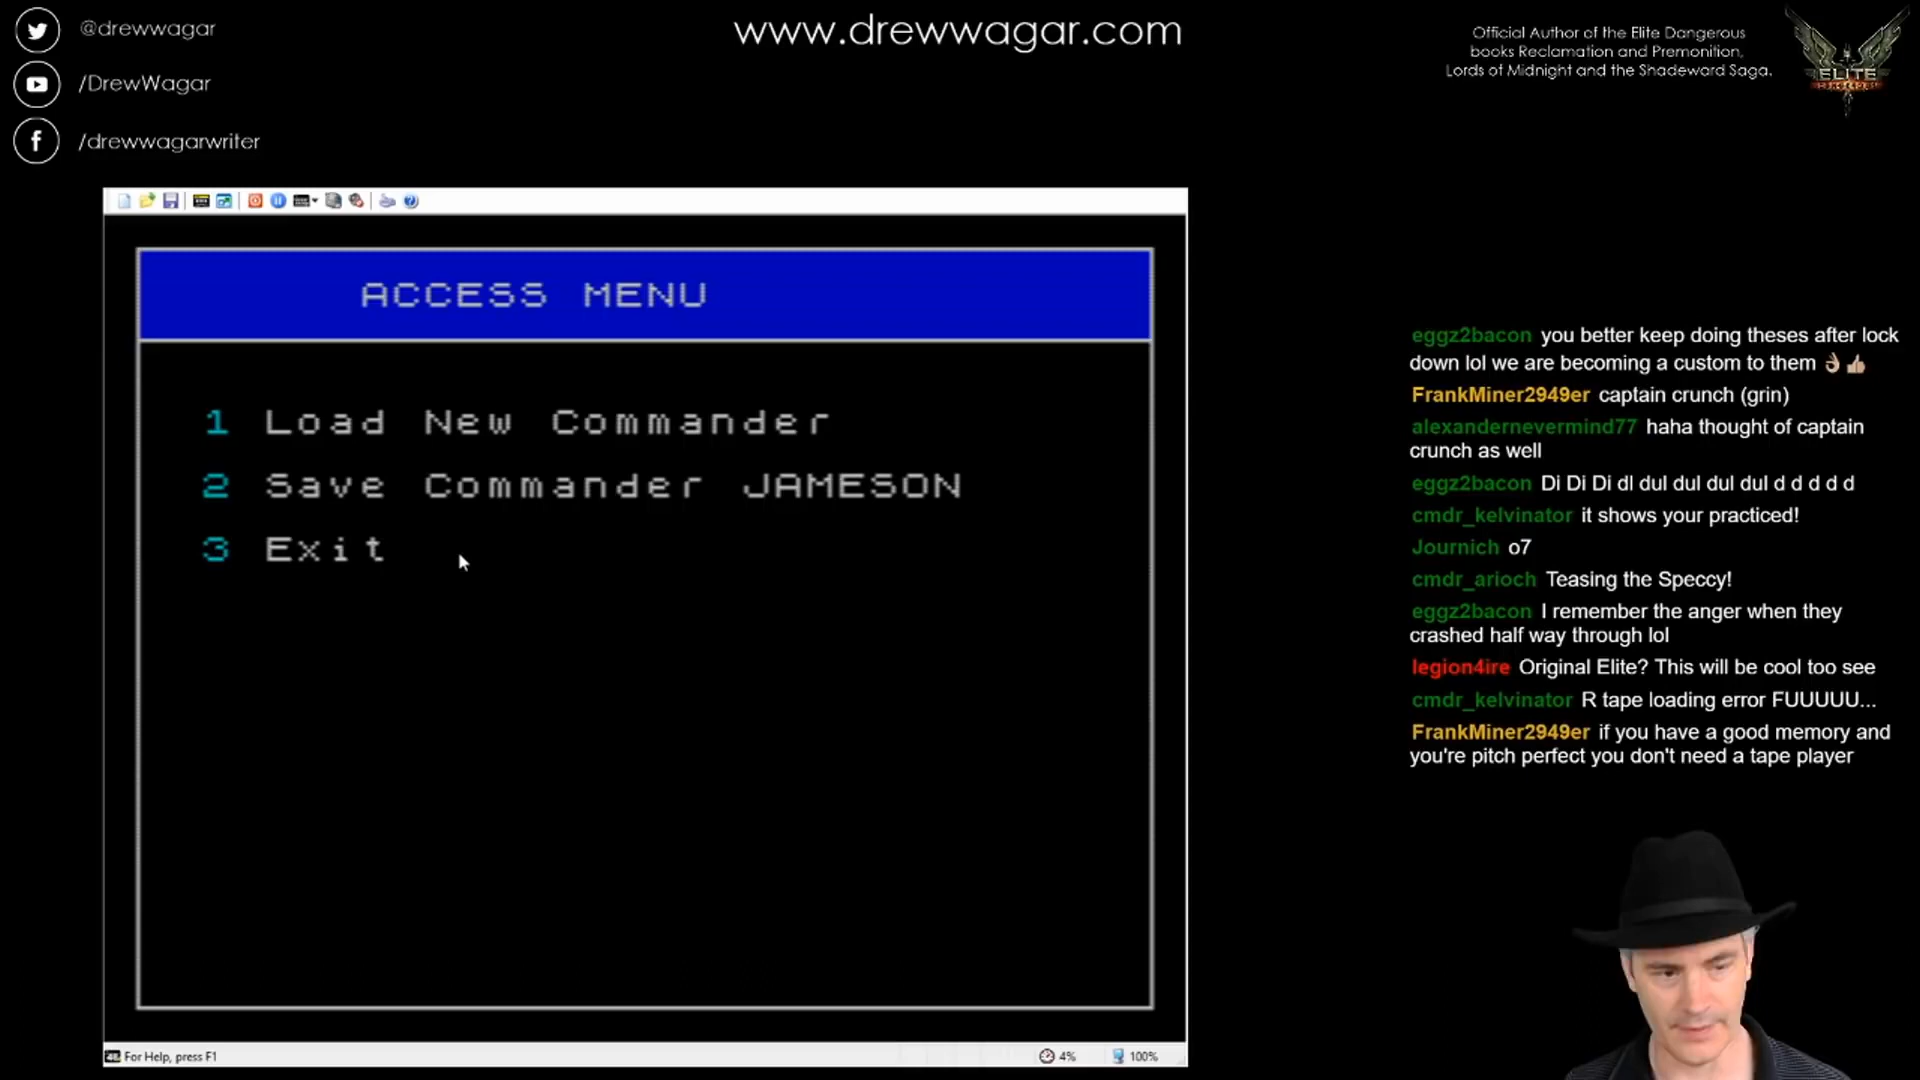 @drewwagar
/DrewWagar
/drewwagarwriter
www.drewwagar.com
Official Author of the Elite Dangerous
books Reclamation and Premonition,
Lords of Midnight and the Shadeward Saga.
ELITE
DANGEROUS
ACCESS MENU
1 Load New Commander
2 Save Commander JAMESON
3 Exit
For Help, press F1
4%
100%
eggz2bacon you better keep doing theses after lock
down lol we are becoming a custom to them 👌🏼👍🏼
FrankMiner2949er captain crunch (grin)
alexandernevermind77 haha thought of captain
crunch as well
eggz2bacon Di Di Di dl dul dul dul dul d d d d d
cmdr_kelvinator it shows your practiced!
Journich o7
cmdr_arioch Teasing the Speccy!
eggz2bacon I remember the anger when they
crashed half way through lol
legion4ire Original Elite? This will be cool too see
cmdr_kelvinator R tape loading error FUUUUU...
FrankMiner2949er if you have a good memory and
you're pitch perfect you don't need a tape player